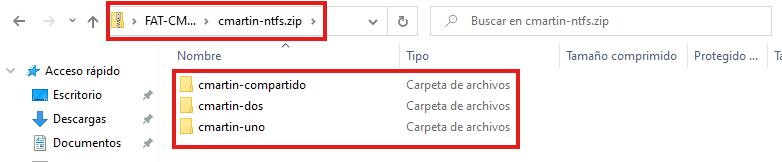 FAT-CM... > cmartin-ntfs.zip >
Buscar en cmartin-ntfs.zip
Nombre Tipo Tamaño comprimido Protegido ... Ta
Acceso rápido
cmartin-compartido Carpeta de archivos
Escritorio
cmartin-dos Carpeta de archivos
Descargas
cmartin-uno Carpeta de archivos
Documentos